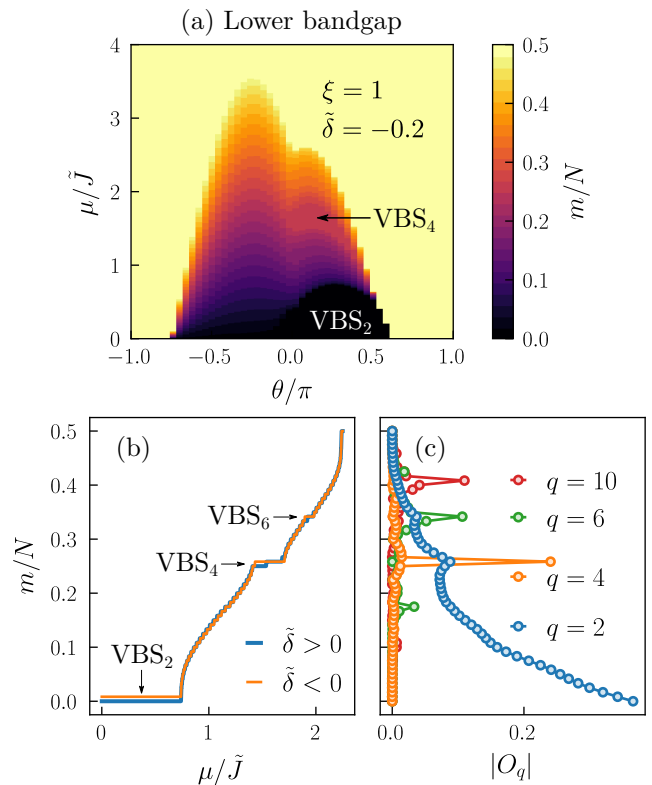 (a) Lower bandgap
μ/J̃
4
3
2
1
0
ξ = 1
δ̃ = −0.2
VBS₄
VBS₂
−1.0
−0.5
0.0
0.5
1.0
θ/π
0.5
0.4
0.3
0.2
0.1
0.0
m/N
(b)
m/N
0.5
0.4
0.3
0.2
0.1
0.0
VBS₆
VBS₄
VBS₂
δ̃ > 0
δ̃ < 0
0
1
2
μ/J̃
(c)
q = 10
q = 6
q = 4
q = 2
0.0
0.2
|O_q|